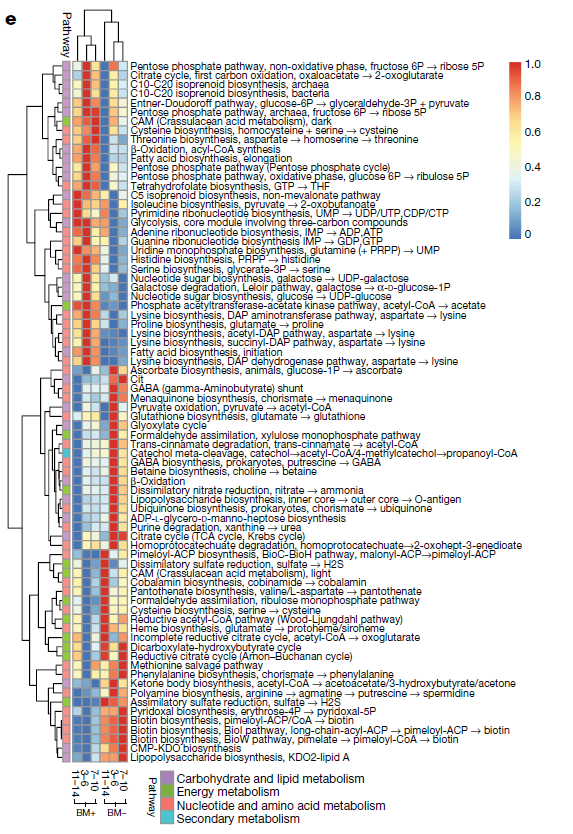 e
Pathway
Pentose phosphate pathway, non-oxidative phase, fructose 6P → ribose 5P
Citrate cycle, first carbon oxidation, oxaloacetate → 2-oxoglutarate
C10-C20 isoprenoid biosynthesis, archaea
C10-C20 isoprenoid biosynthesis, bacteria
Entner-Doudoroff pathway, glucose-6P → glyceraldehyde-3P + pyruvate
Pentose phosphate pathway, archaea, fructose 6P → ribose 5P
CAM (Crassulacean acid metabolism), dark
Cysteine biosynthesis, homocysteine + serine → cysteine
Threonine biosynthesis, aspartate → homoserine → threonine
β-Oxidation, acyl-CoA synthesis
Fatty acid biosynthesis, elongation
Pentose phosphate pathway (Pentose phosphate cycle)
Pentose phosphate pathway, oxidative phase, glucose 6P → ribulose 5P
Tetrahydrofolate biosynthesis, GTP → THF
C5 isoprenoid biosynthesis, non-mevalonate pathway
Isoleucine biosynthesis, pyruvate → 2-oxobutanoate
Pyrimidine ribonucleotide biosynthesis, UMP → UDP/UTP,CDP/CTP
Glycolysis, core module involving three-carbon compounds
Adenine ribonucleotide biosynthesis, IMP → ADP,ATP
Guanine ribonucleotide biosynthesis IMP → GDP,GTP
Uridine monophosphate biosynthesis, glutamine (+ PRPP) → UMP
Histidine biosynthesis, PRPP → histidine
Serine biosynthesis, glycerate-3P → serine
Nucleotide sugar biosynthesis, galactose → UDP-galactose
Galactose degradation, Leloir pathway, galactose → α-D-glucose-1P
Nucleotide sugar biosynthesis, glucose → UDP-glucose
Phosphate acetyltransferase-acetate kinase pathway, acetyl-CoA → acetate
Lysine biosynthesis, DAP aminotransferase pathway, aspartate → lysine
Proline biosynthesis, glutamate → proline
Lysine biosynthesis, acetyl-DAP pathway, aspartate → lysine
Lysine biosynthesis, succinyl-DAP pathway, aspartate → lysine
Fatty acid biosynthesis, initiation
Lysine biosynthesis, DAP dehydrogenase pathway, aspartate → lysine
Ascorbate biosynthesis, animals, glucose-1P → ascorbate
Cit
GABA (gamma-Aminobutyrate) shunt
Menaquinone biosynthesis, chorismate → menaquinone
Pyruvate oxidation, pyruvate → acetyl-CoA
Glutathione biosynthesis, glutamate → glutathione
Glyoxylate cycle
Formaldehyde assimilation, xylulose monophosphate pathway
Trans-cinnamate degradation, trans-cinnamate → acetyl-CoA
Catechol meta-cleavage, catechol→acetyl-CoA/4-methylcatechol→propanoyl-CoA
GABA biosynthesis, prokaryotes, putrescine → GABA
Betaine biosynthesis, choline → betaine
β-Oxidation
Dissimilatory nitrate reduction, nitrate → ammonia
Lipopolysaccharide biosynthesis, inner core → outer core → O-antigen
Ubiquinone biosynthesis, prokaryotes, chorismate → ubiquinone
ADP-L-glycero-D-manno-heptose biosynthesis
Purine degradation, xanthine → urea
Citrate cycle (TCA cycle, Krebs cycle)
Homoprotocatechuate degradation, homoprotocatechuate→2-oxohept-3-enedioate
Pimeloyl-ACP biosynthesis, BioC-BioH pathway, malonyl-ACP→pimeloyl-ACP
Dissimilatory sulfate reduction, sulfate → H2S
CAM (Crassulacean acid metabolism), light
Cobalamin biosynthesis, cobinamide → cobalamin
Pantothenate biosynthesis, valine/L-aspartate → pantothenate
Formaldehyde assimilation, ribulose monophosphate pathway
Cysteine biosynthesis, serine → cysteine
Reductive acetyl-CoA pathway (Wood-Ljungdahl pathway)
Heme biosynthesis, glutamate → protoheme/siroheme
Incomplete reductive citrate cycle, acetyl-CoA → oxoglutarate
Dicarboxylate-hydroxybutyrate cycle
Reductive citrate cycle (Arnon–Buchanan cycle)
Methionine salvage pathway
Phenylalanine biosynthesis, chorismate → phenylalanine
Ketone body biosynthesis, acetyl-CoA → acetoacetate/3-hydroxybutyrate/acetone
Polyamine biosynthesis, arginine → agmatine → putrescine → spermidine
Assimilatory sulfate reduction, sulfate → H2S
Pyridoxal biosynthesis, erythrose-4P → pyridoxal-5P
Biotin biosynthesis, pimeloyl-ACP/CoA → biotin
Biotin biosynthesis, BioI pathway, long-chain-acyl-ACP → pimeloyl-ACP → biotin
Biotin biosynthesis, BioW pathway, pimelate → pimeloyl-CoA → biotin
CMP-KDO biosynthesis
Lipopolysaccharide biosynthesis, KDO2-lipid A
1.0
0.8
0.6
0.4
0.2
0
11–14
3–6
7–10
11–14
3–6
7–10
BM+
BM−
Pathway
Carbohydrate and lipid metabolism
Energy metabolism
Nucleotide and amino acid metabolism
Secondary metabolism